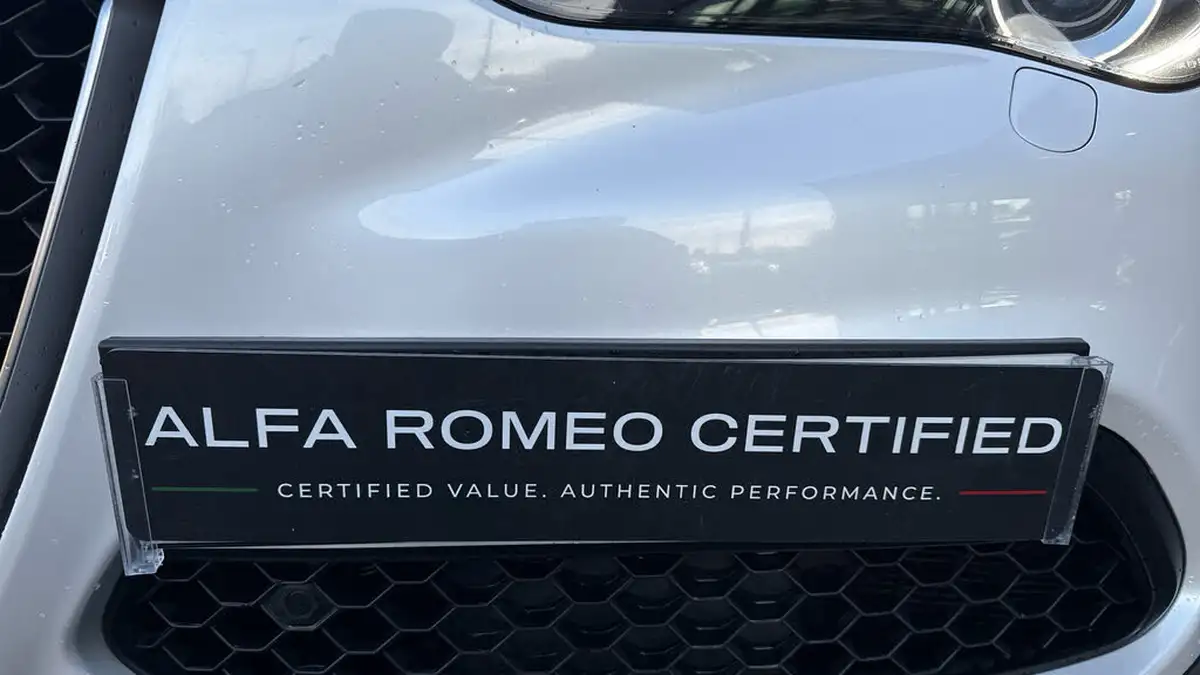 ALFA ROMEO CERTIFIED
CERTIFIED VALUE. AUTHENTIC PERFORMANCE.